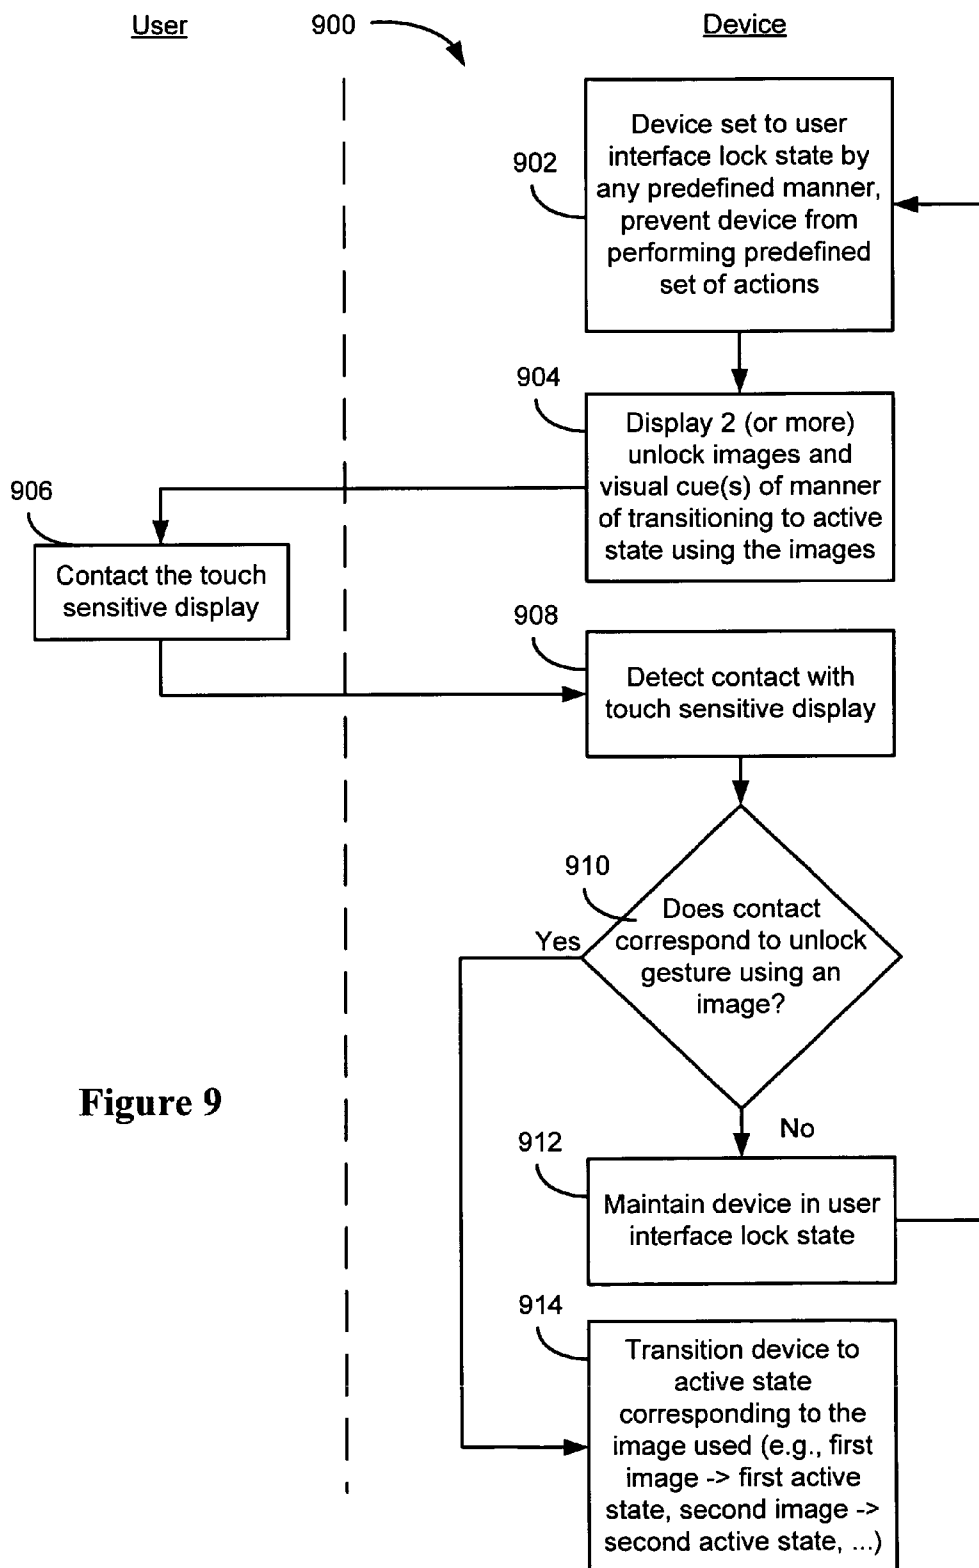 User
900
Device
902
Device set to user
interface lock state by
any predefined manner,
prevent device from
performing predefined
set of actions
904
Display 2 (or more)
unlock images and
visual cue(s) of manner
of transitioning to active
state using the images
906
Contact the touch
sensitive display
908
Detect contact with
touch sensitive display
910
Does contact
correspond to unlock
gesture using an
image?
Yes
No
Figure 9
912
Maintain device in user
interface lock state
914
Transition device to
active state
corresponding to the
image used (e.g., first
image -> first active
state, second image ->
second active state, ...)